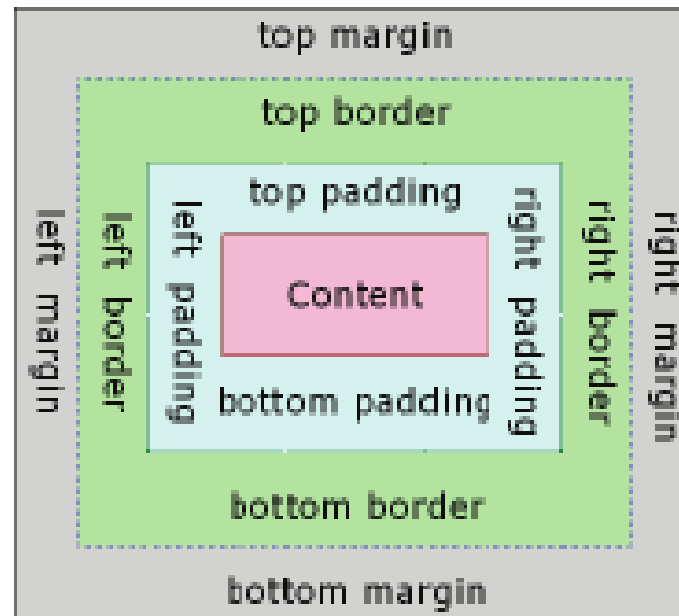 top margin
top border
top padding
left margin
left border
left padding
Content
right padding
right border
right margin
bottom padding
bottom border
bottom margin